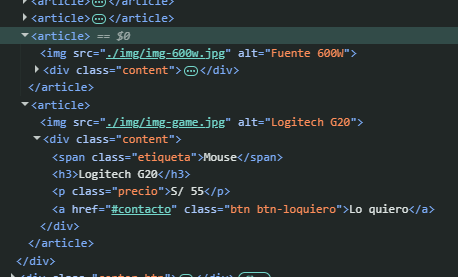 <article>⋯</article>
<article>⋯</article>
<article> == $0
<img src="./img/img-600w.jpg" alt="Fuente 600W">
<div class="content">⋯</div>
</article>
<article>
<img src="./img/img-game.jpg" alt="Logitech G20">
<div class="content">
<span class="etiqueta">Mouse</span>
<h3>Logitech G20</h3>
<p class="precio">S/ 55</p>
<a href="#contacto" class="btn btn-loquiero">Lo quiero</a>
</div>
</article>
</div>